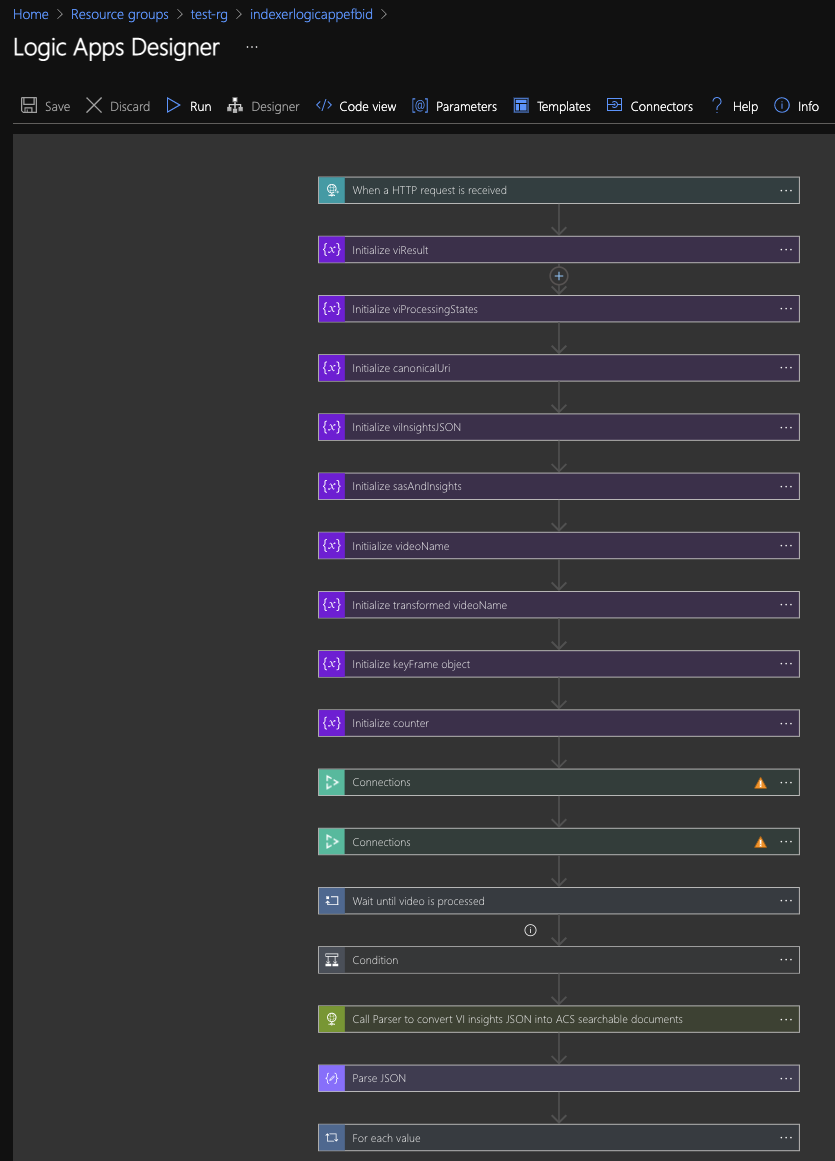 Home > Resource groups > test-rg > indexerlogicappefbid >
Logic Apps Designer ...
Save Discard Run Designer </> Code view [@] Parameters Templates Connectors ? Help Info
When a HTTP request is received ...
{x} Initialize viResult ...
{x} Initialize viProcessingStates ...
{x} Initialize canonicalUri ...
{x} Initialize viInsightsJSON ...
{x} Initialize sasAndInsights ...
{x} Initiialize videoName ...
{x} Initialize transformed videoName ...
{x} Initialize keyFrame object ...
{x} Initialize counter ...
Connections ...
Connections ...
Wait until video is processed ...
Condition ...
Call Parser to convert VI insights JSON into ACS searchable documents ...
Parse JSON ...
For each value ...